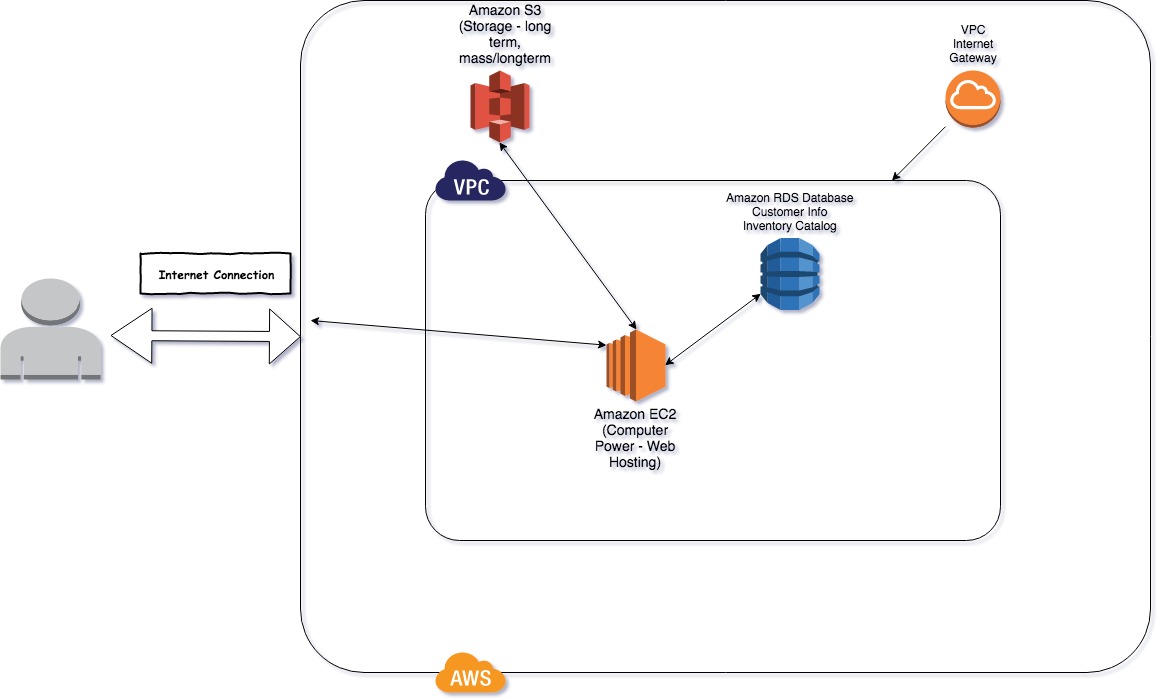 Amazon S3
(Storage - long
term,
mass/longterm
VPC
Internet
Gateway
VPC
Amazon RDS Database
Customer Info
Inventory Catalog
Internet Connection
Amazon EC2
(Computer
Power - Web
Hosting)
AWS